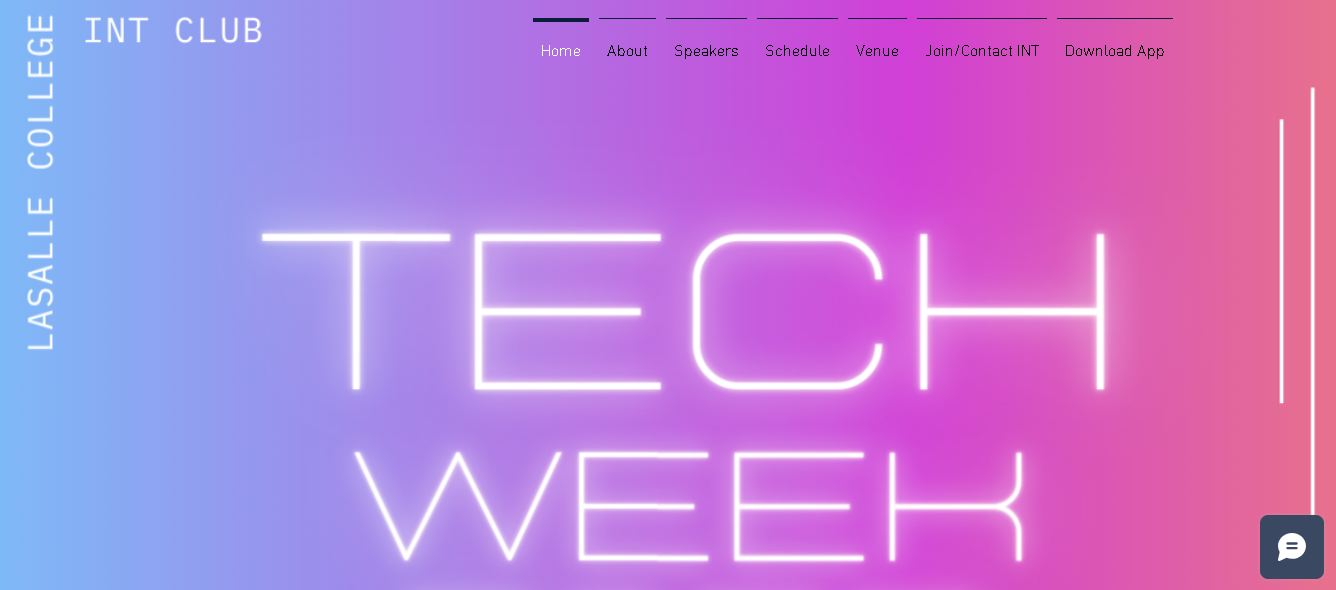 LASALLE COLLEGE
INT CLUB
Home About Speakers Schedule Venue Join/Contact INT Download App
TECH
WEEK